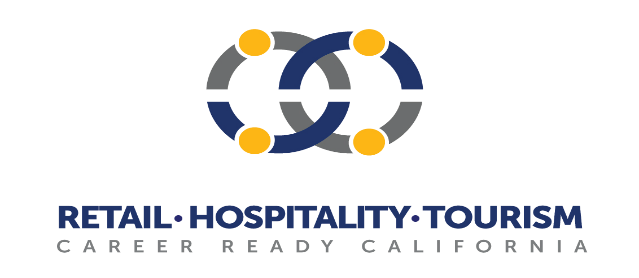 RETAIL·HOSPITALITY·TOURISM
CAREER READY CALIFORNIA